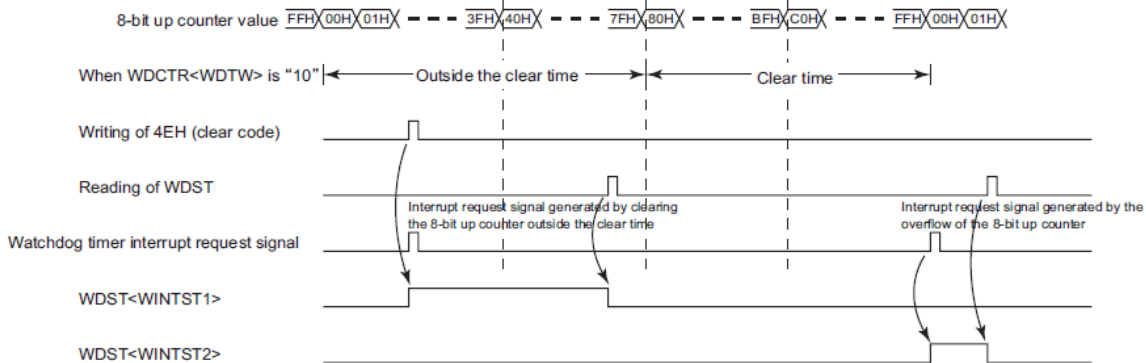 8-bit up counter value FFH 00H 01H 3FH 40H 7FH 80H BFH C0H FFH 00H 01H
When WDCTR<WDTW> is “10” Outside the clear time Clear time
Writing of 4EH (clear code)
Reading of WDST
Interrupt request signal generated by clearing
the 8-bit up counter outside the clear time
Interrupt request signal generated by the
overflow of the 8-bit up counter
Watchdog timer interrupt request signal
WDST<WINTST1>
WDST<WINTST2>